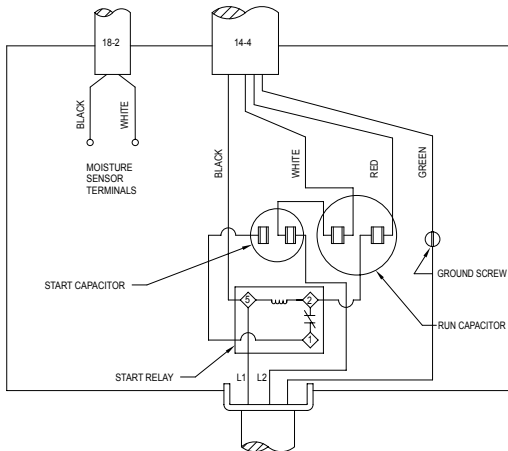 18-2
14-4
BLACK
WHITE
BLACK
WHITE
RED
GREEN
MOISTURE
SENSOR
TERMINALS
START CAPACITOR
GROUND SCREW
5
2
1
RUN CAPACITOR
START RELAY
L1
L2